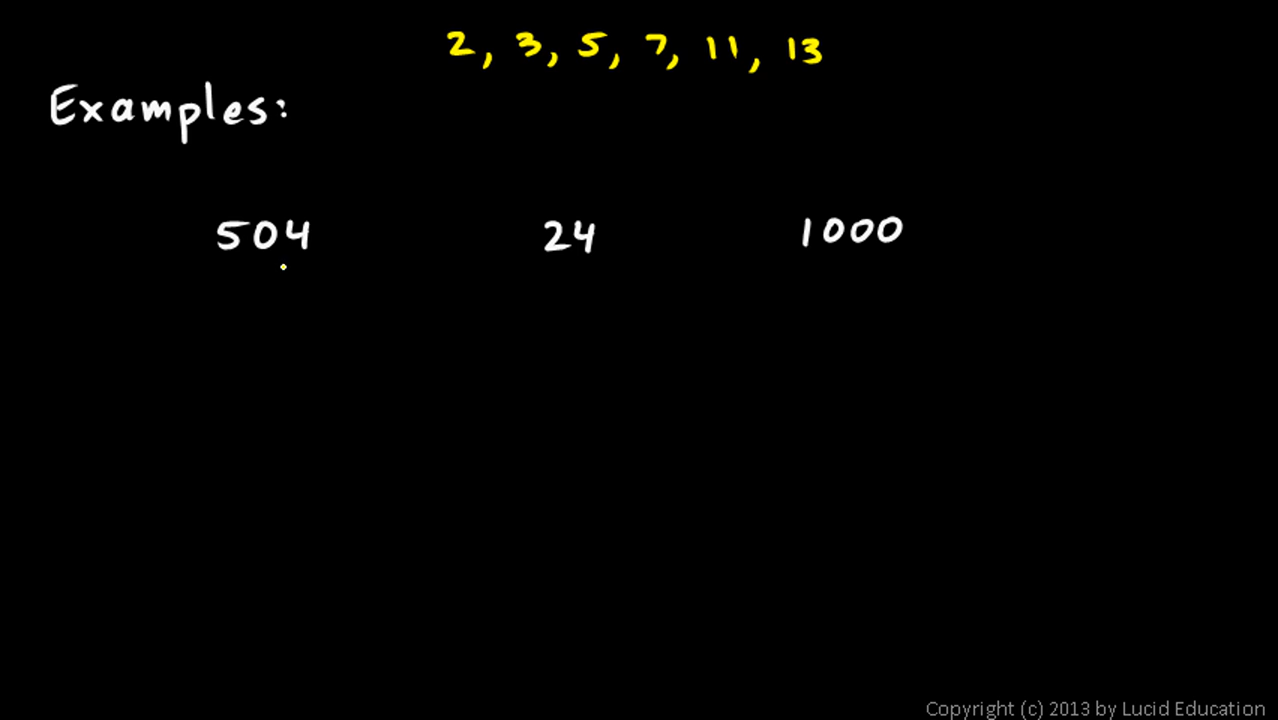 2, 3, 5, 7, 11, 13
Examples:
504 24 1000
Copyright (c) 2013 by Lucid Education